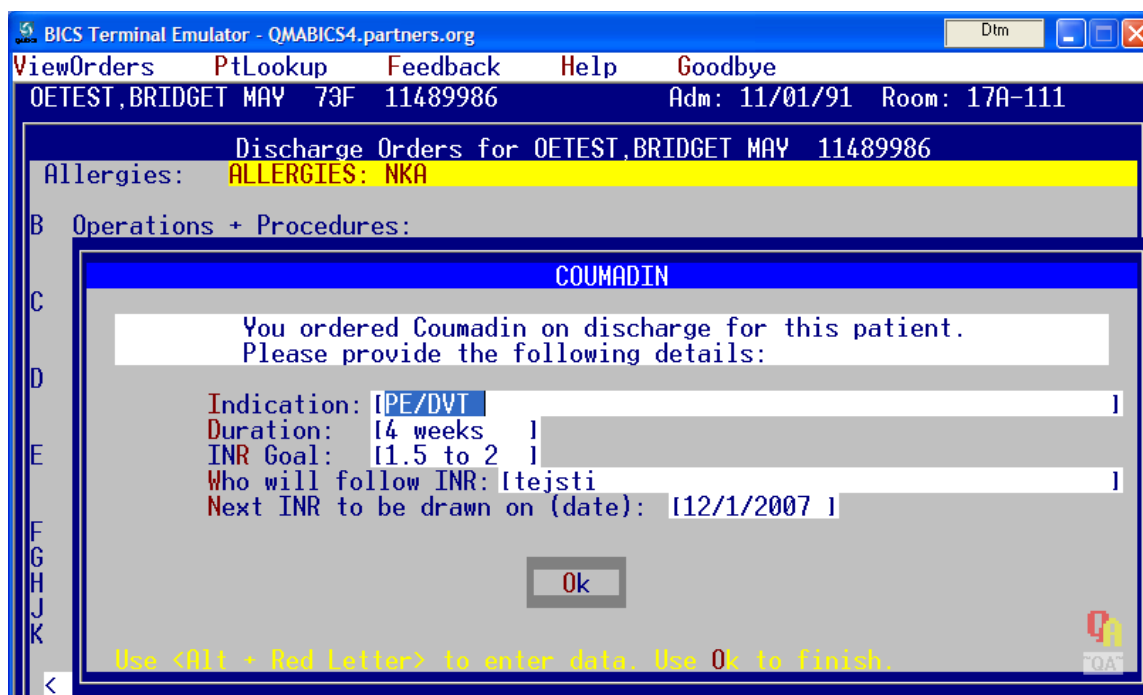 BICS Terminal Emulator - QMABICS4.partners.org Dtm
ViewOrders PtLookup Feedback Help Goodbye
OETEST,BRIDGET MAY 73F 11489986 Adm: 11/01/91 Room: 17A-111
Discharge Orders for OETEST,BRIDGET MAY 11489986
Allergies: ALLERGIES: NKA
B Operations + Procedures:
COUMADIN
C
You ordered Coumadin on discharge for this patient.
Please provide the following details:
D
Indication: [PE/DVT ]
Duration: [4 weeks ]
E INR Goal: [1.5 to 2 ]
Who will follow INR: [tejsti ]
Next INR to be drawn on (date): [12/1/2007 ]
F
G
H Ok
J
K
QA
Use <Alt + Red Letter> to enter data. Use Ok to finish.
"QA"
<